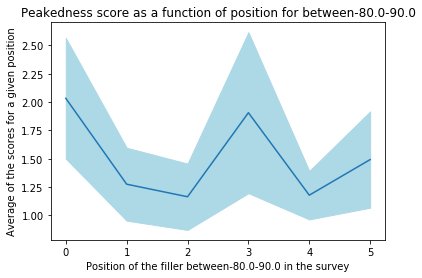 Peakedness score as a function of position for between-80.0-90.0
Average of the scores for a given position
2.50
2.25
2.00
1.75
1.50
1.25
1.00
0 1 2 3 4 5
Position of the filler between-80.0-90.0 in the survey